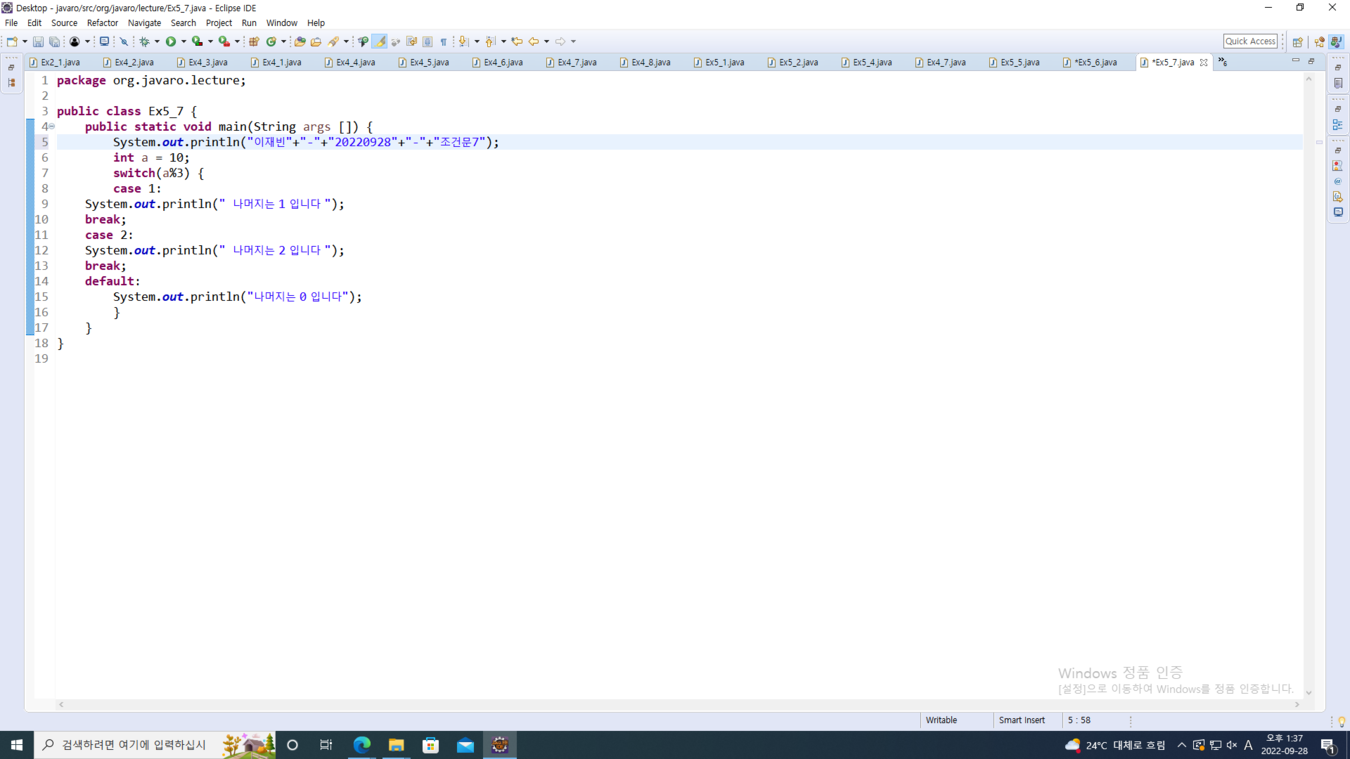 Desktop - javaro/src/org/javaro/lecture/Ex5_7.java - Eclipse IDE
File Edit Source Refactor Navigate Search Project Run Window Help
Quick Access
Ex2_1.java Ex4_2.java Ex4_3.java Ex4_1.java Ex4_4.java Ex4_5.java Ex4_6.java Ex4_7.java Ex4_8.java Ex5_1.java Ex5_2.java Ex5_4.java Ex4_7.java Ex5_5.java *Ex5_6.java *Ex5_7.java »5
1 package org.javaro.lecture;
2
3 public class Ex5_7 {
4 public static void main(String args []) {
5 System.out.println("이재빈"+"-"+"20220928"+"-"+"조건문7");
6 int a = 10;
7 switch(a%3) {
8 case 1:
9 System.out.println(" 나머지는 1 입니다 ");
10 break;
11 case 2:
12 System.out.println(" 나머지는 2 입니다 ");
13 break;
14 default:
15 System.out.println("나머지는 0 입니다");
16 }
17 }
18 }
19
Windows 정품 인증
[설정]으로 이동하여 Windows를 정품 인증합니다.
Writable Smart Insert 5 : 58
검색하려면 여기에 입력하십시
24°C 대체로 흐림 A 오후 1:37
2022-09-28
1